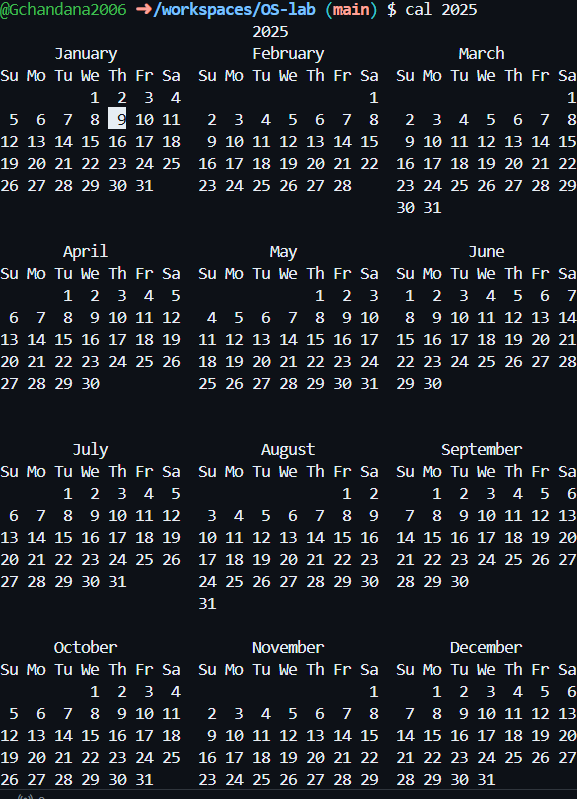 @Gchandana2006 ➜/workspaces/OS-lab (main) $ cal 2025
                            2025
      January               February               March
Su Mo Tu We Th Fr Sa  Su Mo Tu We Th Fr Sa  Su Mo Tu We Th Fr Sa
          1  2  3  4                     1                     1
 5  6  7  8  9 10 11   2  3  4  5  6  7  8   2  3  4  5  6  7  8
12 13 14 15 16 17 18   9 10 11 12 13 14 15   9 10 11 12 13 14 15
19 20 21 22 23 24 25  16 17 18 19 20 21 22  16 17 18 19 20 21 22
26 27 28 29 30 31     23 24 25 26 27 28     23 24 25 26 27 28 29
                                            30 31
       April                  May                   June
Su Mo Tu We Th Fr Sa  Su Mo Tu We Th Fr Sa  Su Mo Tu We Th Fr Sa
       1  2  3  4  5               1  2  3   1  2  3  4  5  6  7
 6  7  8  9 10 11 12   4  5  6  7  8  9 10   8  9 10 11 12 13 14
13 14 15 16 17 18 19  11 12 13 14 15 16 17  15 16 17 18 19 20 21
20 21 22 23 24 25 26  18 19 20 21 22 23 24  22 23 24 25 26 27 28
27 28 29 30           25 26 27 28 29 30 31  29 30
        July                 August              September
Su Mo Tu We Th Fr Sa  Su Mo Tu We Th Fr Sa  Su Mo Tu We Th Fr Sa
       1  2  3  4  5                  1  2      1  2  3  4  5  6
 6  7  8  9 10 11 12   3  4  5  6  7  8  9   7  8  9 10 11 12 13
13 14 15 16 17 18 19  10 11 12 13 14 15 16  14 15 16 17 18 19 20
20 21 22 23 24 25 26  17 18 19 20 21 22 23  21 22 23 24 25 26 27
27 28 29 30 31        24 25 26 27 28 29 30  28 29 30
                      31
      October               November              December
Su Mo Tu We Th Fr Sa  Su Mo Tu We Th Fr Sa  Su Mo Tu We Th Fr Sa
          1  2  3  4                     1      1  2  3  4  5  6
 5  6  7  8  9 10 11   2  3  4  5  6  7  8   7  8  9 10 11 12 13
12 13 14 15 16 17 18   9 10 11 12 13 14 15  14 15 16 17 18 19 20
19 20 21 22 23 24 25  16 17 18 19 20 21 22  21 22 23 24 25 26 27
26 27 28 29 30 31     23 24 25 26 27 28 29  28 29 30 31